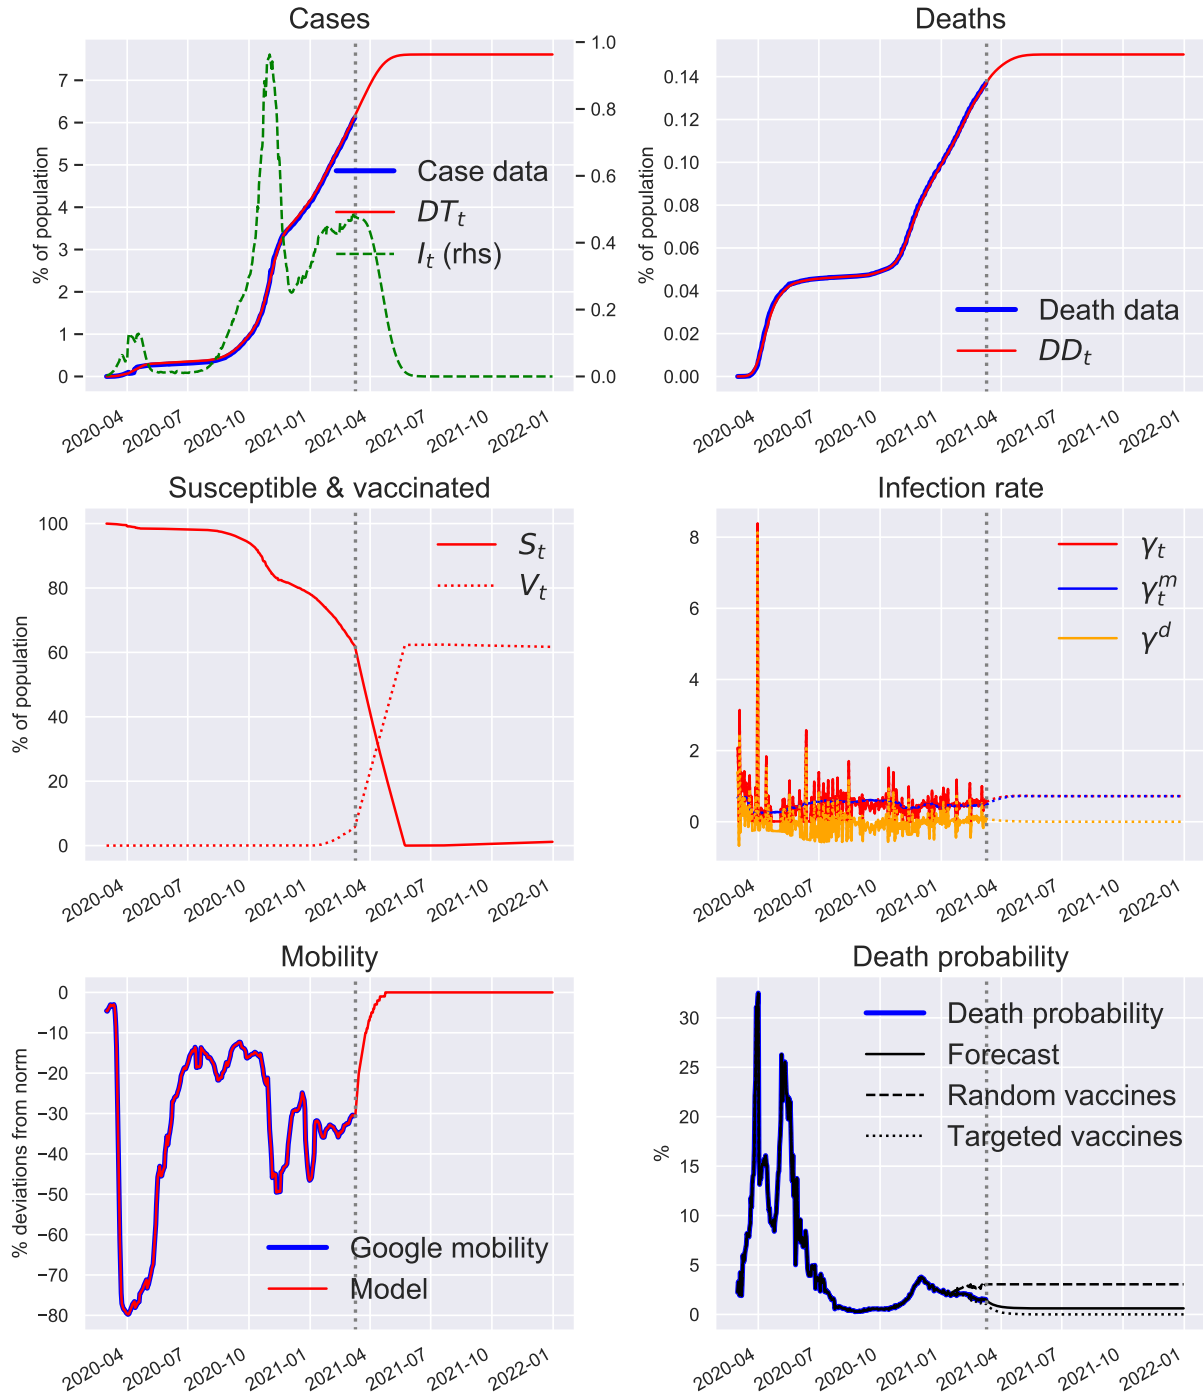 Cases
% of population
7
6
5
4
3
2
1
0
1.0
0.8
0.6
0.4
0.2
0.0
Case data
DT_t
I_t (rhs)
2020-04 2020-07 2020-10 2021-01 2021-04 2021-07 2021-10 2022-01
Deaths
% of population
0.14
0.12
0.10
0.08
0.06
0.04
0.02
0.00
Death data
DD_t
2020-04 2020-07 2020-10 2021-01 2021-04 2021-07 2021-10 2022-01
Susceptible & vaccinated
% of population
100
80
60
40
20
0
S_t
V_t
2020-04 2020-07 2020-10 2021-01 2021-04 2021-07 2021-10 2022-01
Infection rate
8
6
4
2
0
γ_t
γ_t^m
γ^d
2020-04 2020-07 2020-10 2021-01 2021-04 2021-07 2021-10 2022-01
Mobility
% deviations from norm
0
−10
−20
−30
−40
−50
−60
−70
−80
Google mobility
Model
2020-04 2020-07 2020-10 2021-01 2021-04 2021-07 2021-10 2022-01
Death probability
%
30
25
20
15
10
5
0
Death probability
Forecast
Random vaccines
Targeted vaccines
2020-04 2020-07 2020-10 2021-01 2021-04 2021-07 2021-10 2022-01